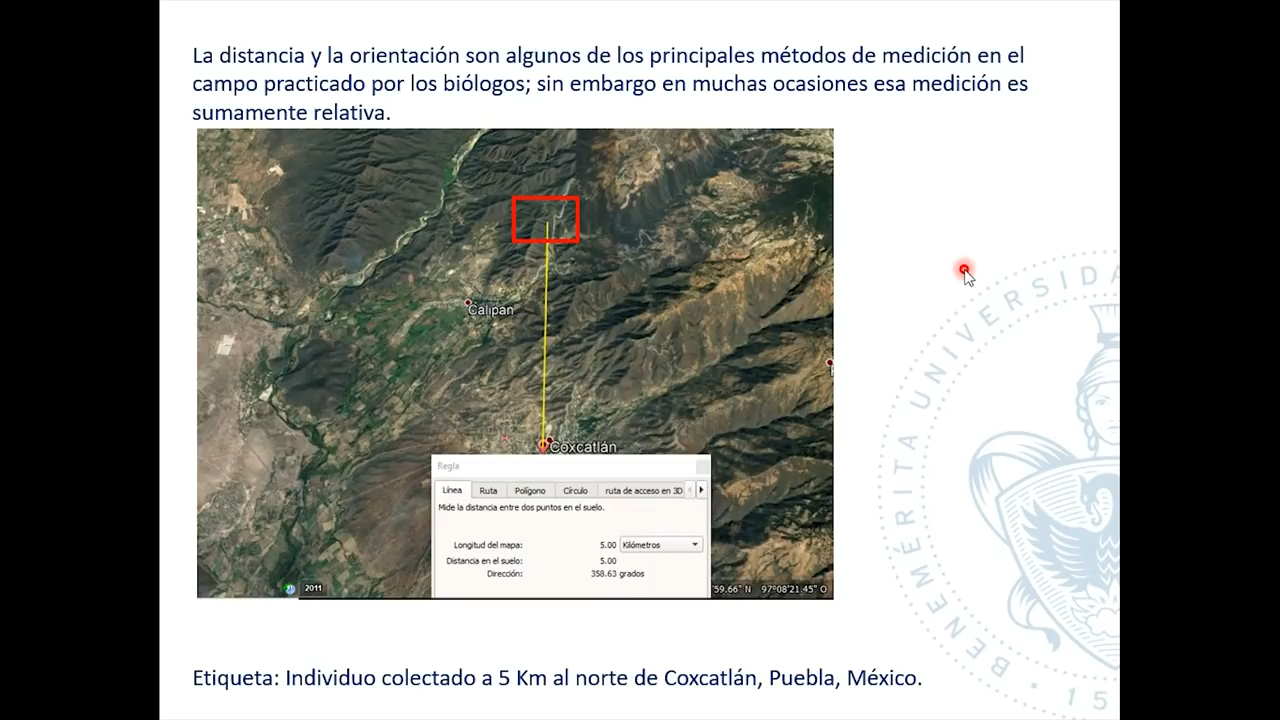 La distancia y la orientación son algunos de los principales métodos de medición en el
campo practicado por los biólogos; sin embargo en muchas ocasiones esa medición es
sumamente relativa.
Calipan
Coxcatlán
Regla
Línea Ruta Polígono Círculo ruta de acceso en 3D
Mide la distancia entre dos puntos en el suelo.
Longitud del mapa: 5.00 Kilómetros
Distancia en el suelo: 5.00
Dirección: 358.63 grados
2011
'59.66" N 97°08'21.45" O
BENEMÉRITA UNIVERSIDA
15
Etiqueta: Individuo colectado a 5 Km al norte de Coxcatlán, Puebla, México.